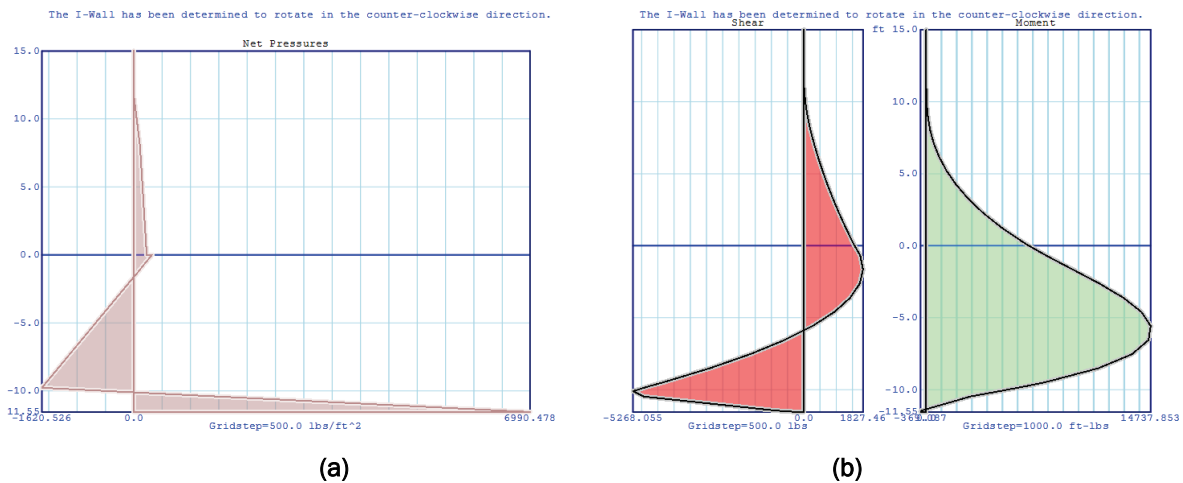 The I-Wall has been determined to rotate in the counter-clockwise direction.
Net Pressures
15.0
10.0
5.0
0.0
-5.0
-10.0
11.55
-1620.526 0.0 6990.478
Gridstep=500.0 lbs/ft^2
(a)
The I-Wall has been determined to rotate in the counter-clockwise direction.
Shear Moment
ft 15.0
10.0
5.0
0.0
-5.0
-10.0
-5268.055 0.0 1827.46 14737.853
Gridstep=500.0 lbs Gridstep=1000.0 ft-lbs
(b)